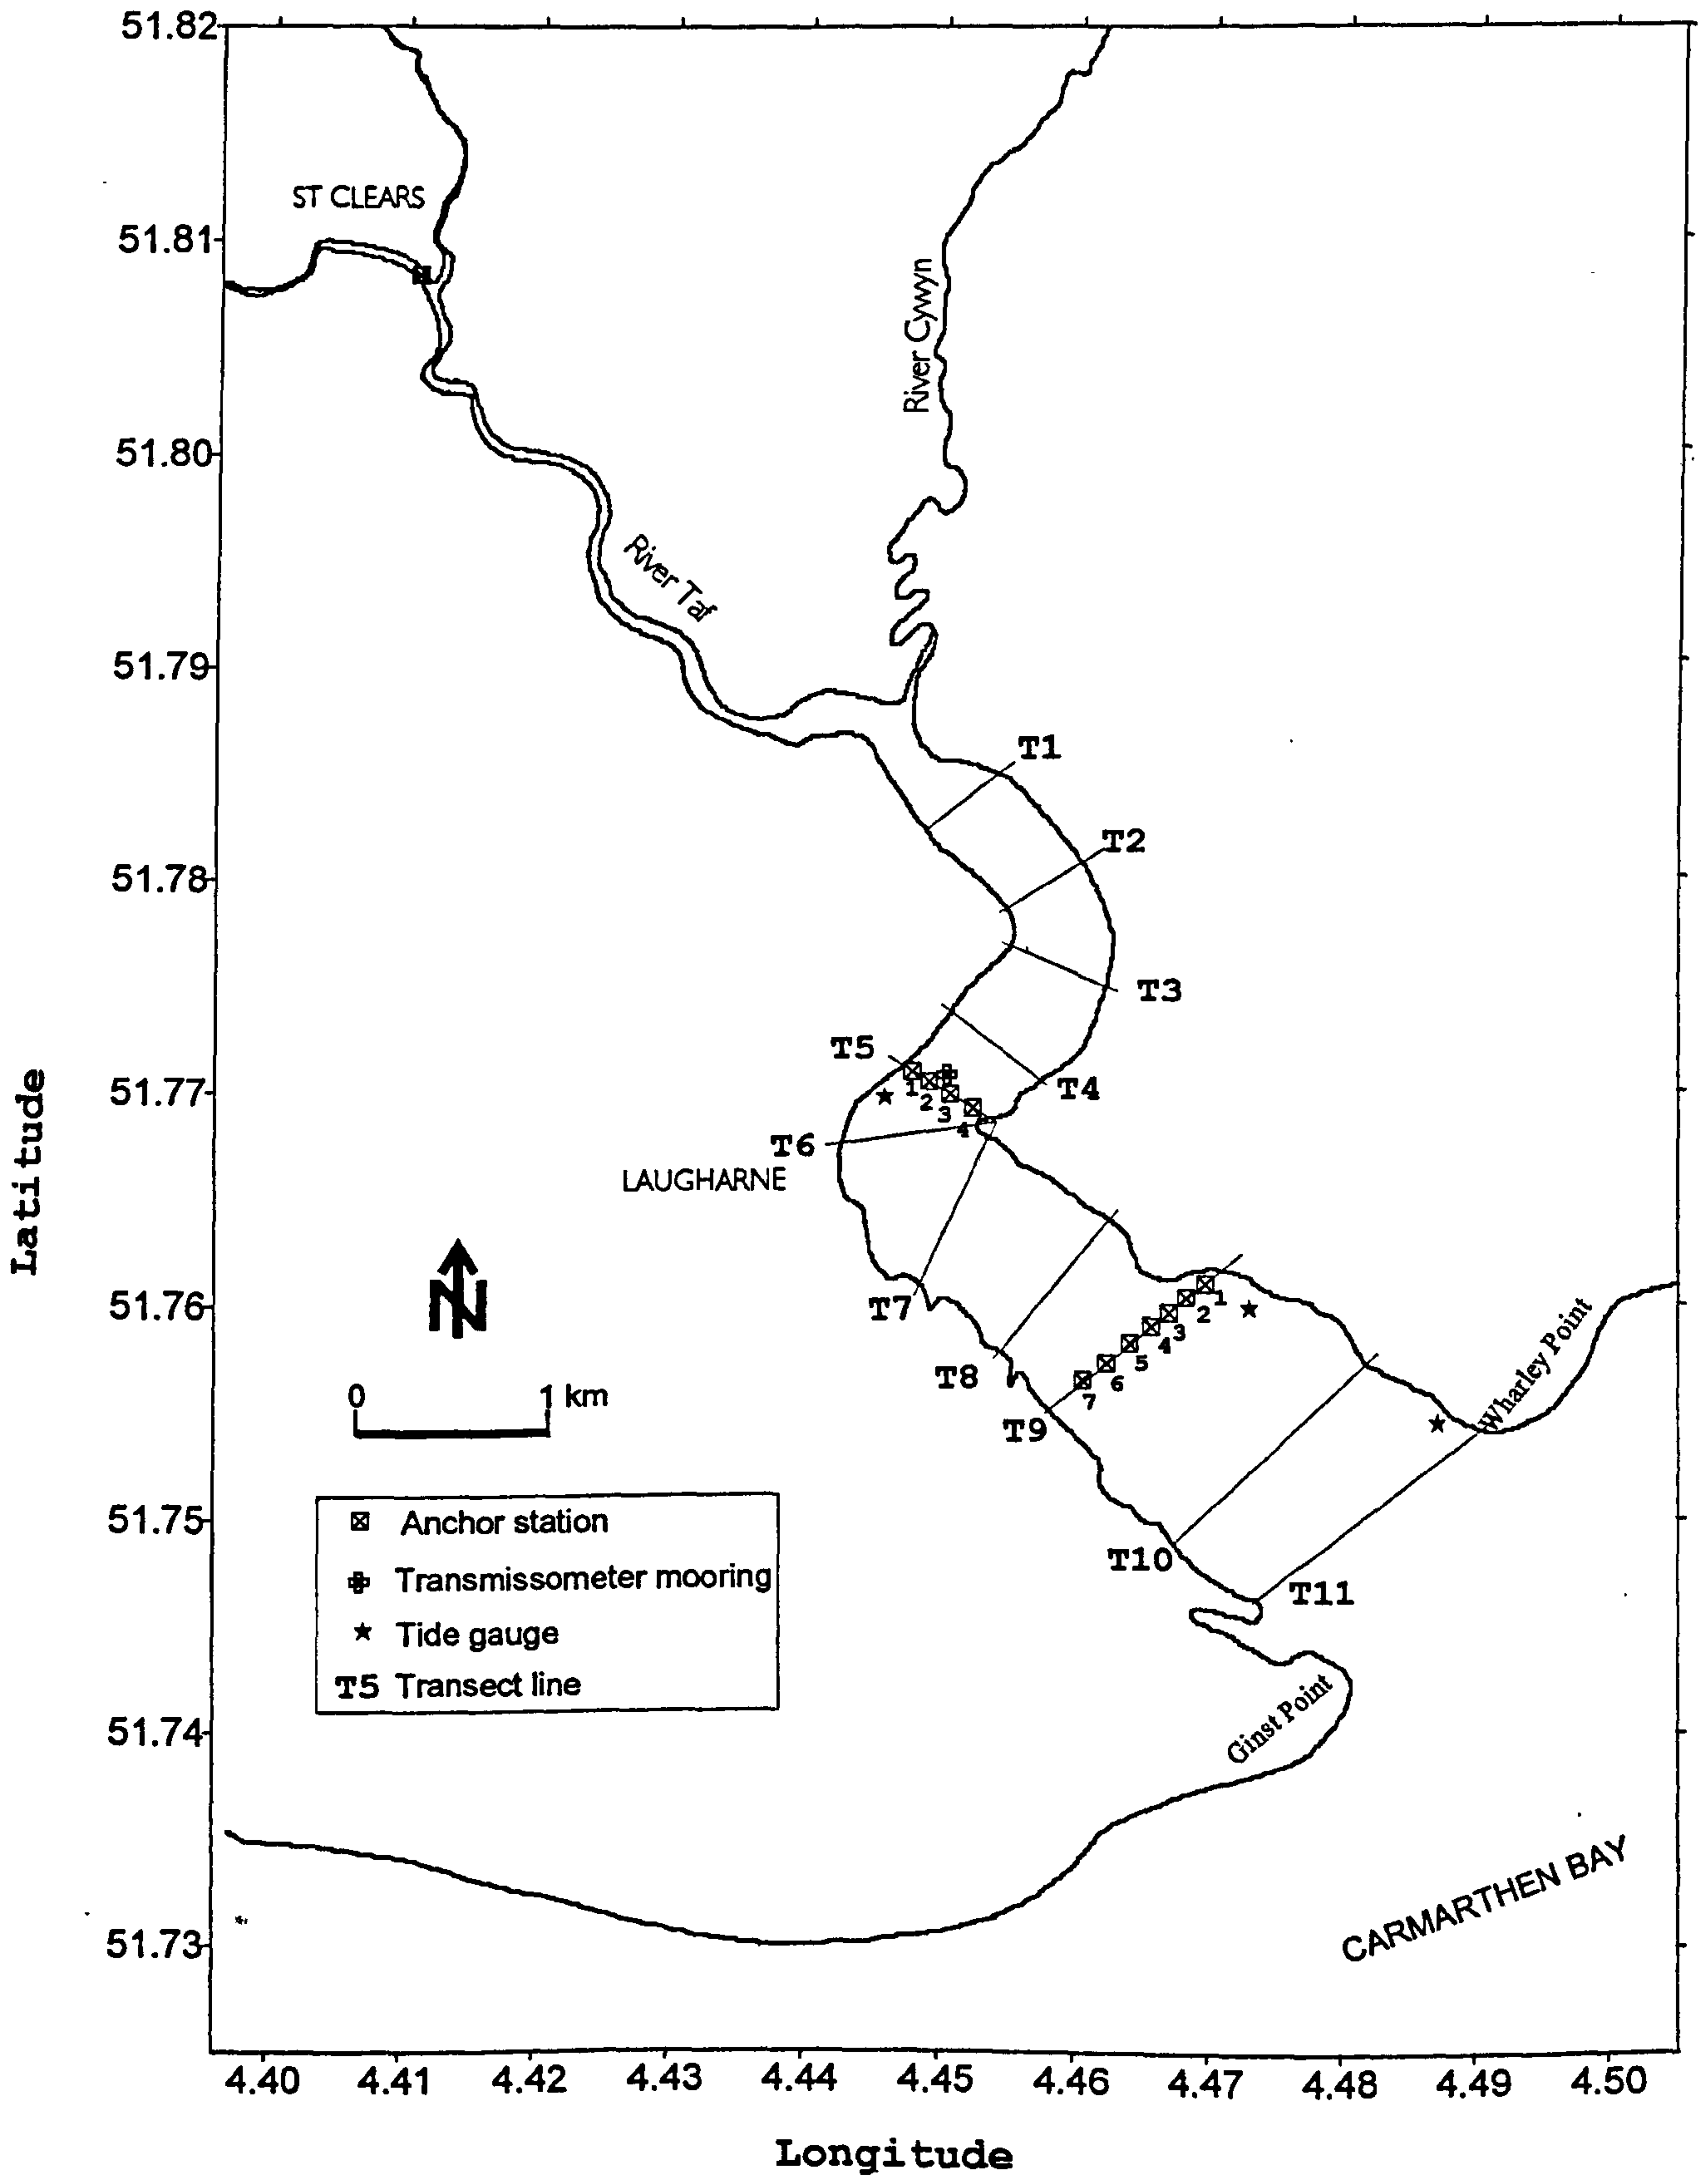 51.82
ST CLEARS
51.81
River Cywyn
51.80
River Taf
51.79
T1
T2
51.78
T3
T5
T4
51.77
1
2
3
4
T6
LAUGHARNE
Latitude
N
51.76
T7
1
2
3
4
5
6
7
Wharley Point
T8
T9
0 1 km
51.75
Anchor station
T10
Transmissometer mooring
T11
Tide gauge
T5 Transect line
Ginst Point
51.74
CARMARTHEN BAY
51.73
4.40 4.41 4.42 4.43 4.44 4.45 4.46 4.47 4.48 4.49 4.50
Longitude